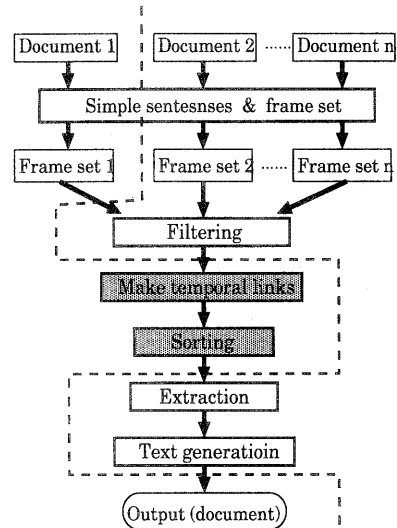 Document 1 Document 2 ...... Document n
Simple sentesnses & frame set
Frame set 1 Frame set 2 ...... Frame set n
Filtering
Make temporal links
Sorting
Extraction
Text generatioin
Output (document)